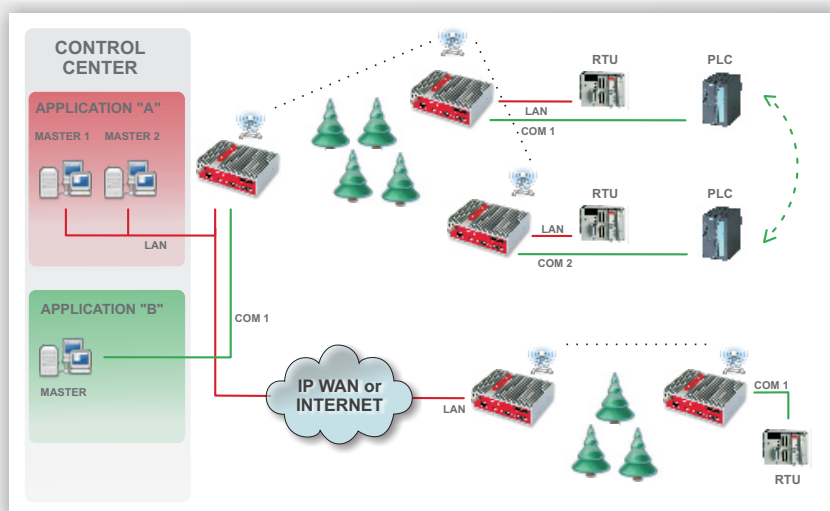 CONTROL
CENTER
APPLICATION "A"
MASTER 1
MASTER 2
LAN
APPLICATION "B"
MASTER
COM 1
RTU
PLC
LAN
COM 1
RTU
PLC
LAN
COM 2
IP WAN or
INTERNET
LAN
COM 1
RTU